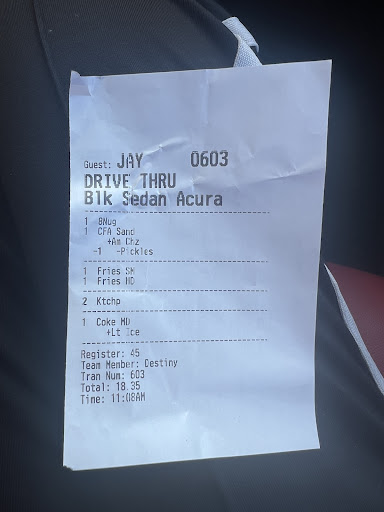 Guest: JAY 0603
DRIVE THRU
Blk Sedan Acura
1 8Nug
1 CFA Sand
+Am Chz
-1 -Pickles
1 Fries SM
1 Fries MD
2 Ktchp
1 Coke MD
+Lt Ice
Register: 45
Team Member: Destiny
Tran Num: 603
Total: 18.35
Time: 11:08AM